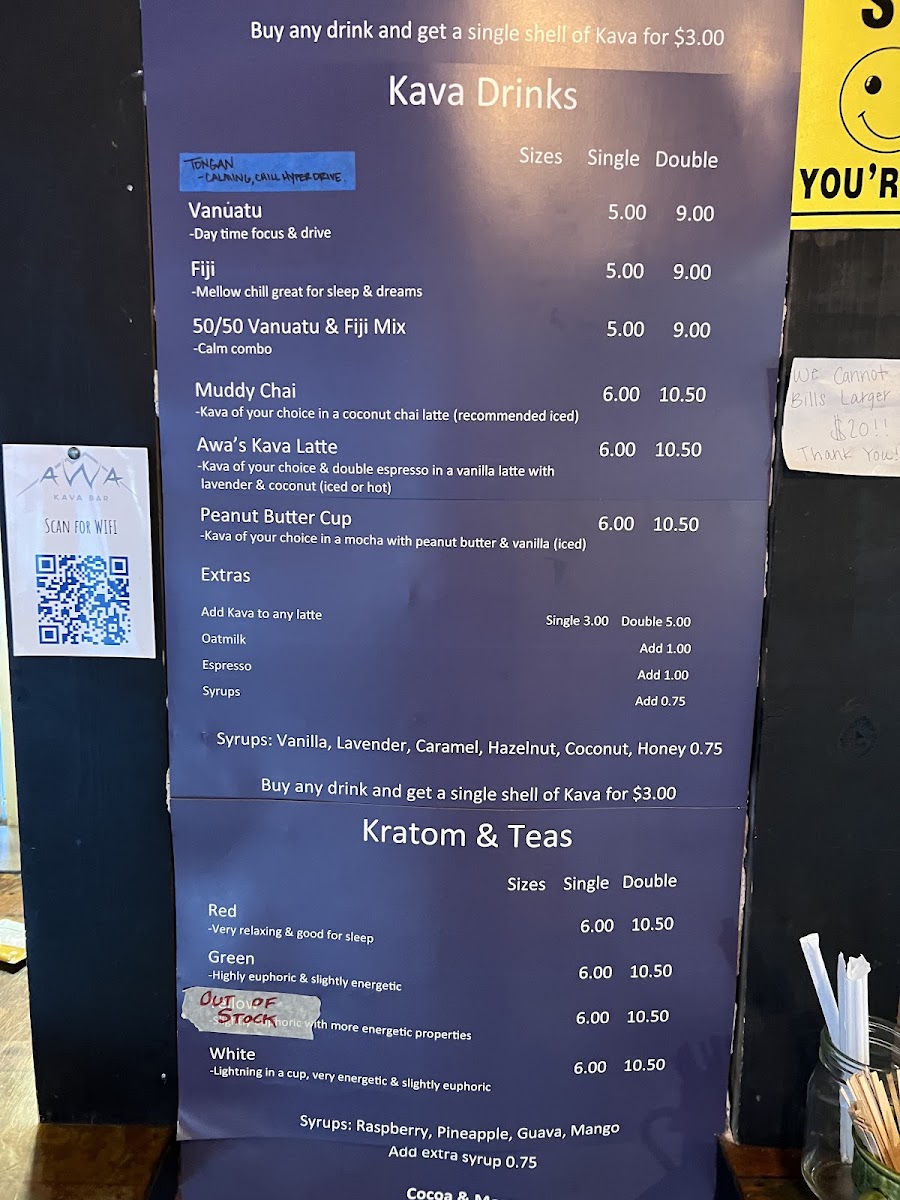 Buy any drink and get a single shell of Kava for $3.00
Kava Drinks
Sizes Single Double
TONGAN
- CALMING, CHILL HYPER DRIVE
Vanuatu 5.00 9.00
-Day time focus & drive
Fiji 5.00 9.00
-Mellow chill great for sleep & dreams
50/50 Vanuatu & Fiji Mix 5.00 9.00
-Calm combo
Muddy Chai 6.00 10.50
-Kava of your choice in a coconut chai latte (recommended iced)
Awa's Kava Latte 6.00 10.50
-Kava of your choice & double espresso in a vanilla latte with
lavender & coconut (iced or hot)
Peanut Butter Cup 6.00 10.50
-Kava of your choice in a mocha with peanut butter & vanilla (iced)
Extras
Add Kava to any latte Single 3.00 Double 5.00
Oatmilk Add 1.00
Espresso Add 1.00
Syrups Add 0.75
Syrups: Vanilla, Lavender, Caramel, Hazelnut, Coconut, Honey 0.75
Buy any drink and get a single shell of Kava for $3.00
Kratom & Teas
Sizes Single Double
Red 6.00 10.50
-Very relaxing & good for sleep
Green 6.00 10.50
-Highly euphoric & slightly energetic
OUT OF
STOCK
6.00 10.50
with more energetic properties
White 6.00 10.50
-Lightning in a cup, very energetic & slightly euphoric
Syrups: Raspberry, Pineapple, Guava, Mango
Add extra syrup 0.75
Cocoa &
AWA
KAVA BAR
SCAN FOR WIFI
S
YOU'R
We Cannot
Bills Larger
$20!!
Thank You!